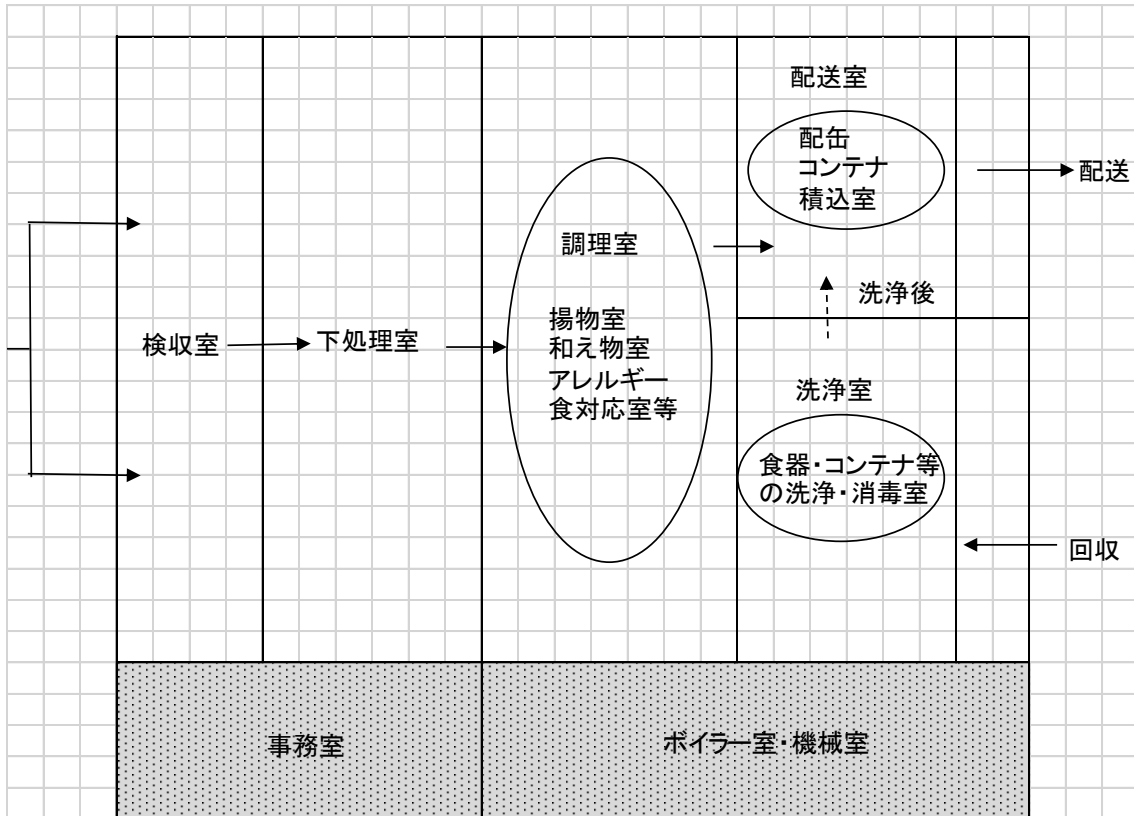 配送室
配缶
コンテナ
積込室
配送
調理室
洗浄後
揚物室
和え物室
アレルギー
食対応室等
検収室
下処理室
洗浄室
食器・コンテナ等
の洗浄・消毒室
回収
事務室
ボイラー室・機械室